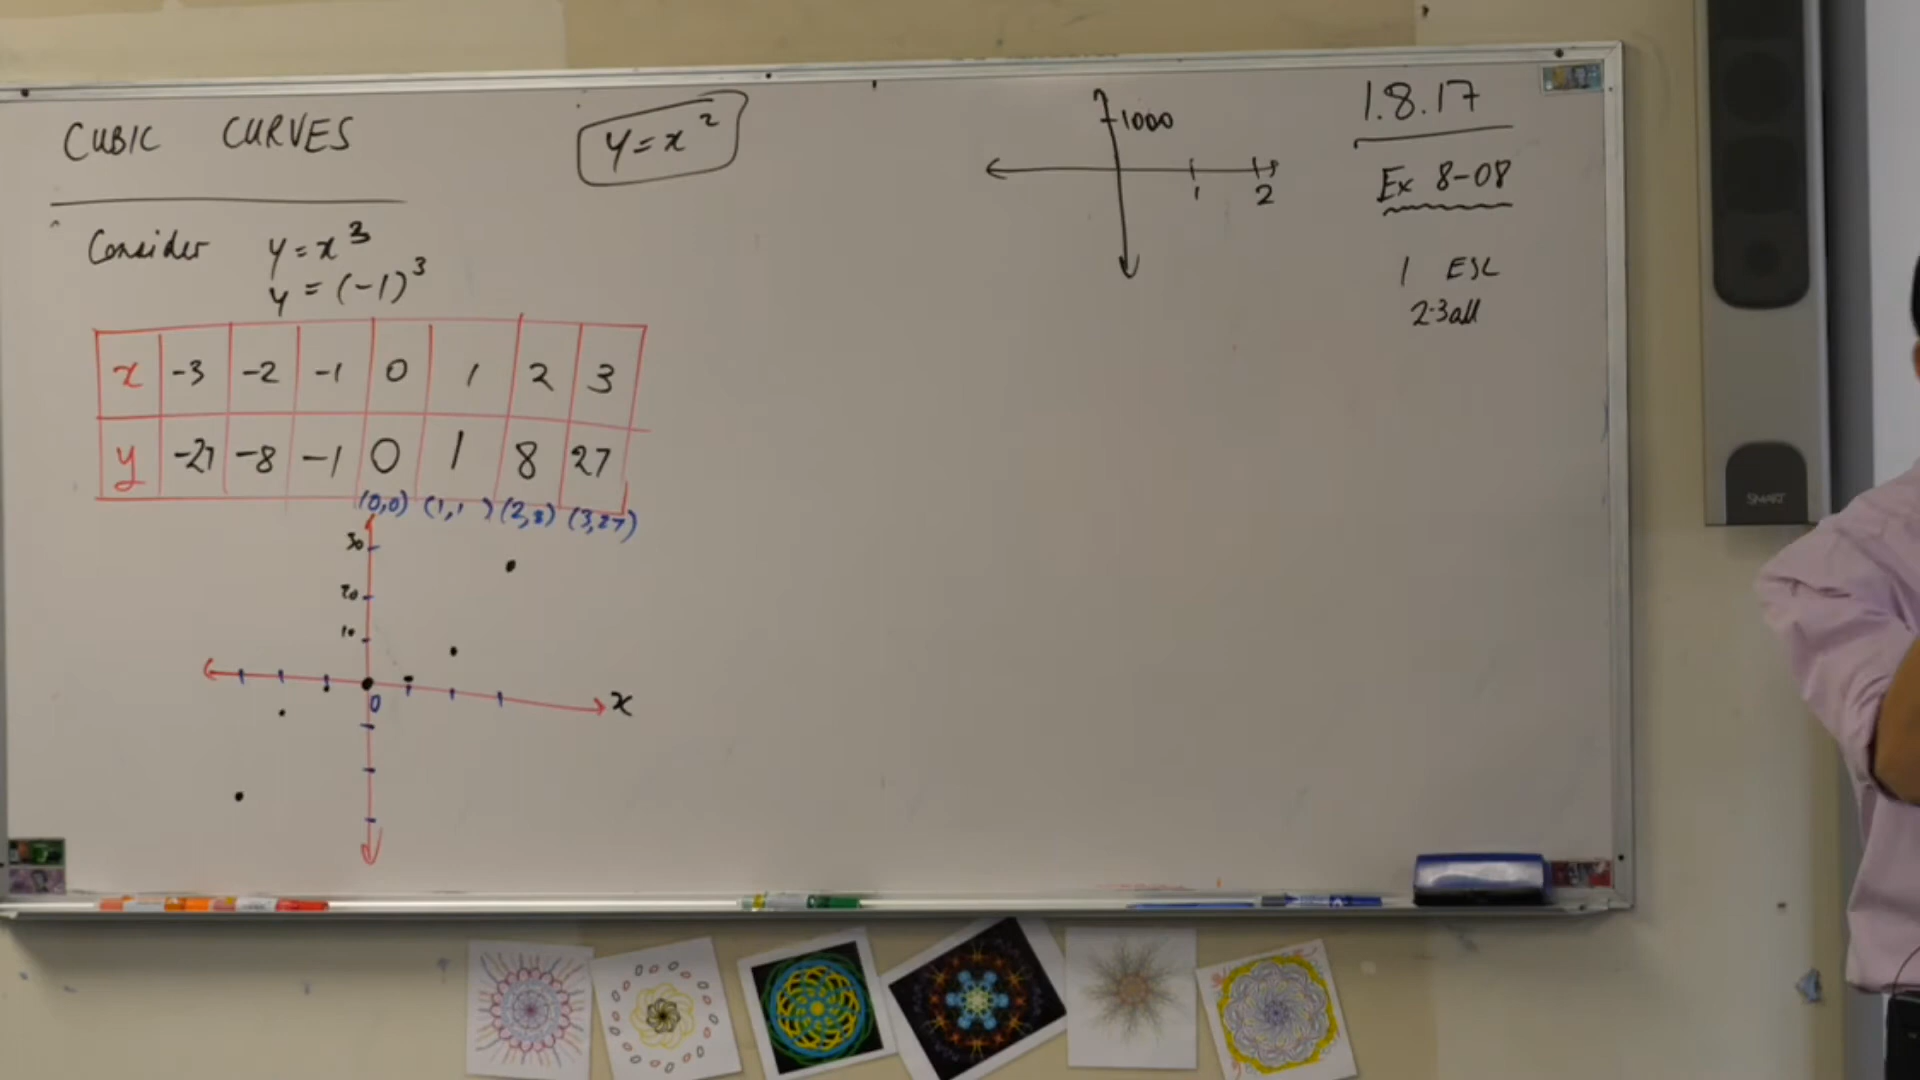 CUBIC CURVES
y=x²
Consider y=x³
y=(-1)³
x -3 -2 -1 0 1 2 3
y -27 -8 -1 0 1 8 27
(0,0) (1,1) (2,8) (3,27)
30
20
10
0
x
1000
1 2
1.8.17
Ex 8-08
1 ESL
2-3 all
SMART